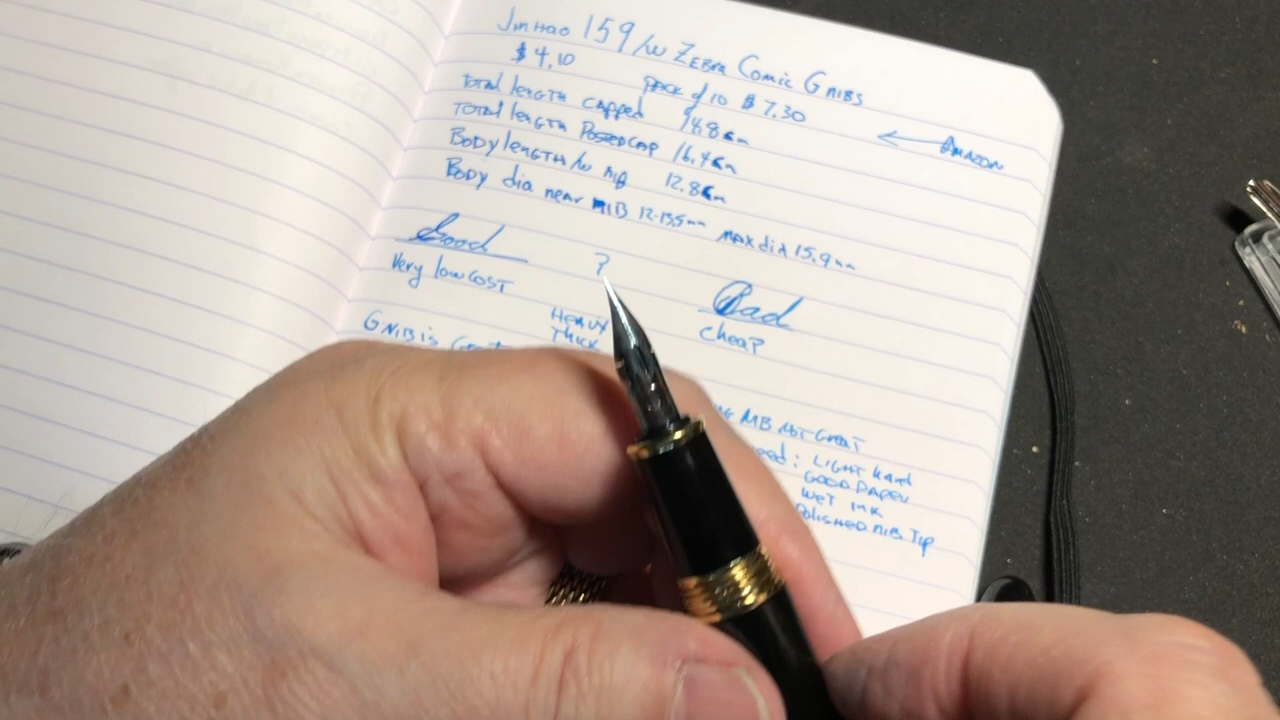 JinHao 159 /w ZEBRA COMIC G NIBS
$4.10 PACK of 10 $7.30
TOTAL LENGTH CAPPED 14.8cm
← AMAZON
TOTAL LENGTH POSTED CAP 16.4cm
BODY LENGTH /w NIB 12.8cm
BODY dia near NIB 12-13.5mm MAX diA 15.9mm
Good ? Bad
Very low COST HEAVY cheap
THICK
G NIB is Great
MB NOT GREAT
LIGHT HAND
GOOD PAPER
WET INK
POLISHED NIB TIP